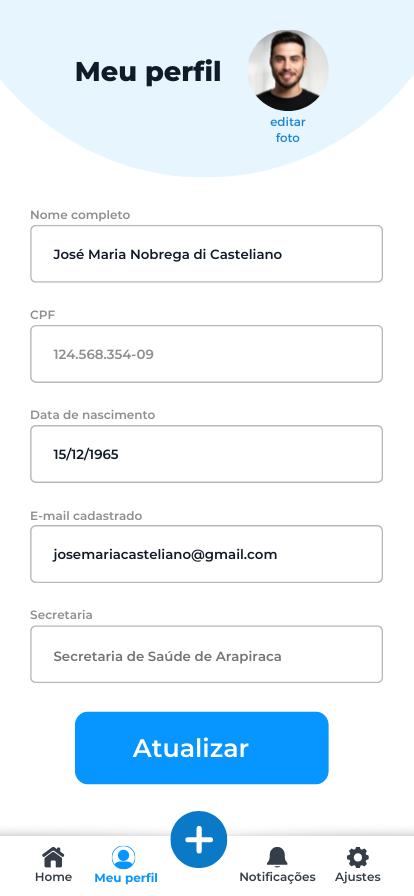 Meu perfil
editar
foto
Nome completo
José Maria Nobrega di Casteliano
CPF
124.568.354-09
Data de nascimento
15/12/1965
E-mail cadastrado
josemariacasteliano@gmail.com
Secretaria
Secretaria de Saúde de Arapiraca
Atualizar
Home
Meu perfil
Notificações
Ajustes